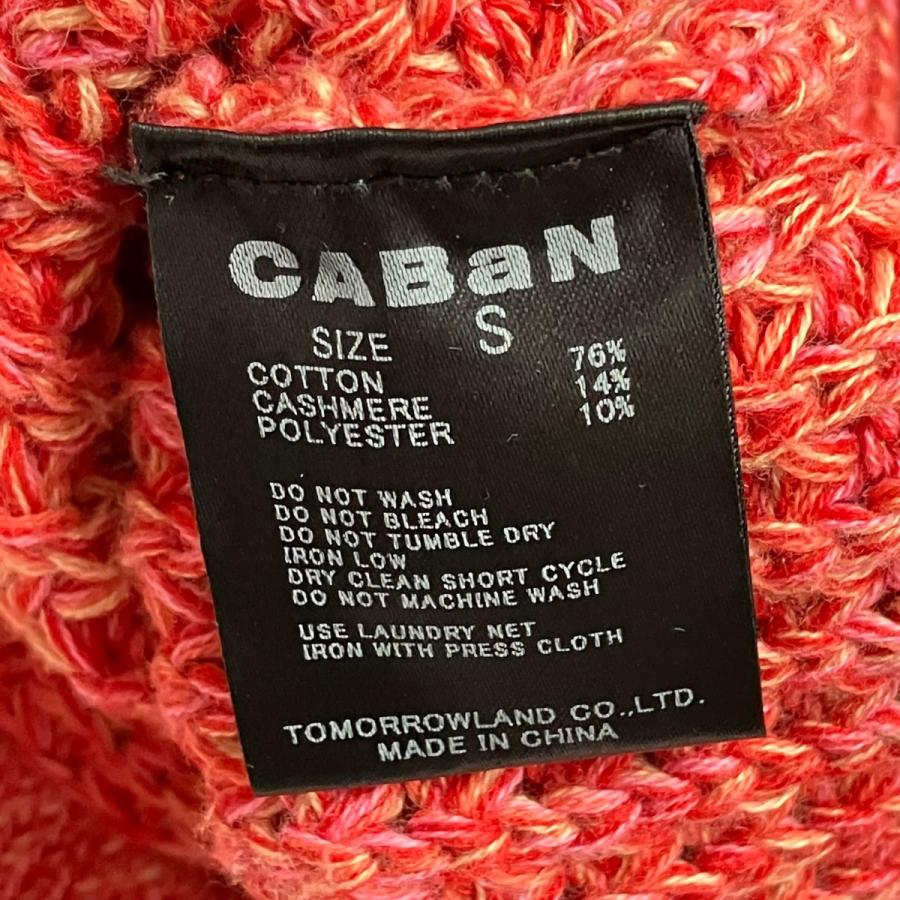 CABaN
SIZE S
COTTON 76%
CASHMERE 14%
POLYESTER 10%
DO NOT WASH
DO NOT BLEACH
DO NOT TUMBLE DRY
IRON LOW
DRY CLEAN SHORT CYCLE
DO NOT MACHINE WASH
USE LAUNDRY NET
IRON WITH PRESS CLOTH
TOMORROWLAND CO.,LTD.
MADE IN CHINA